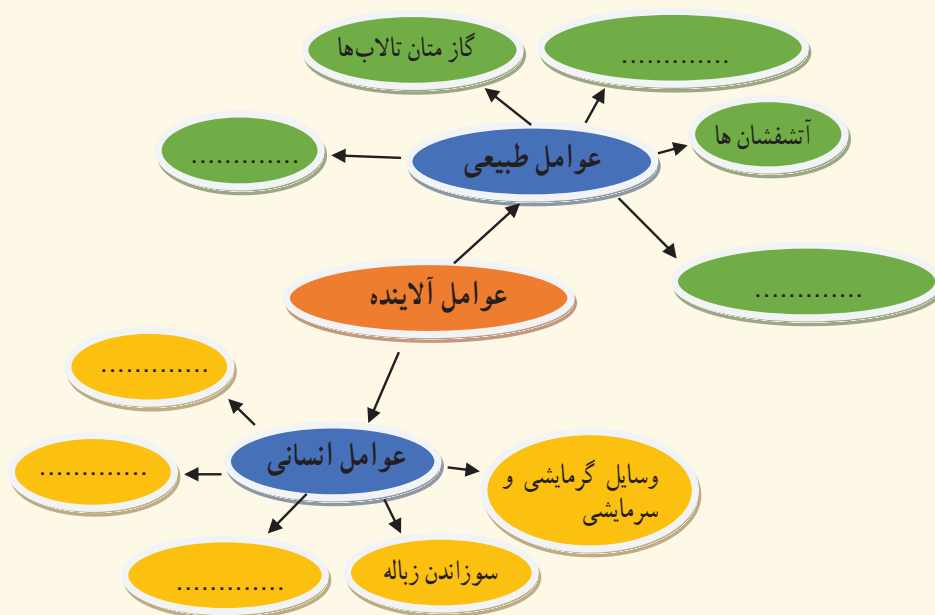 گاز متان تالاب‌ها
.............
آتشفشان ها
.............
عوامل طبیعی
.............
عوامل آلاینده
.............
عوامل انسانی
.............
وسایل گرمایشی و
سرمایشی
سوزاندن زباله
.............